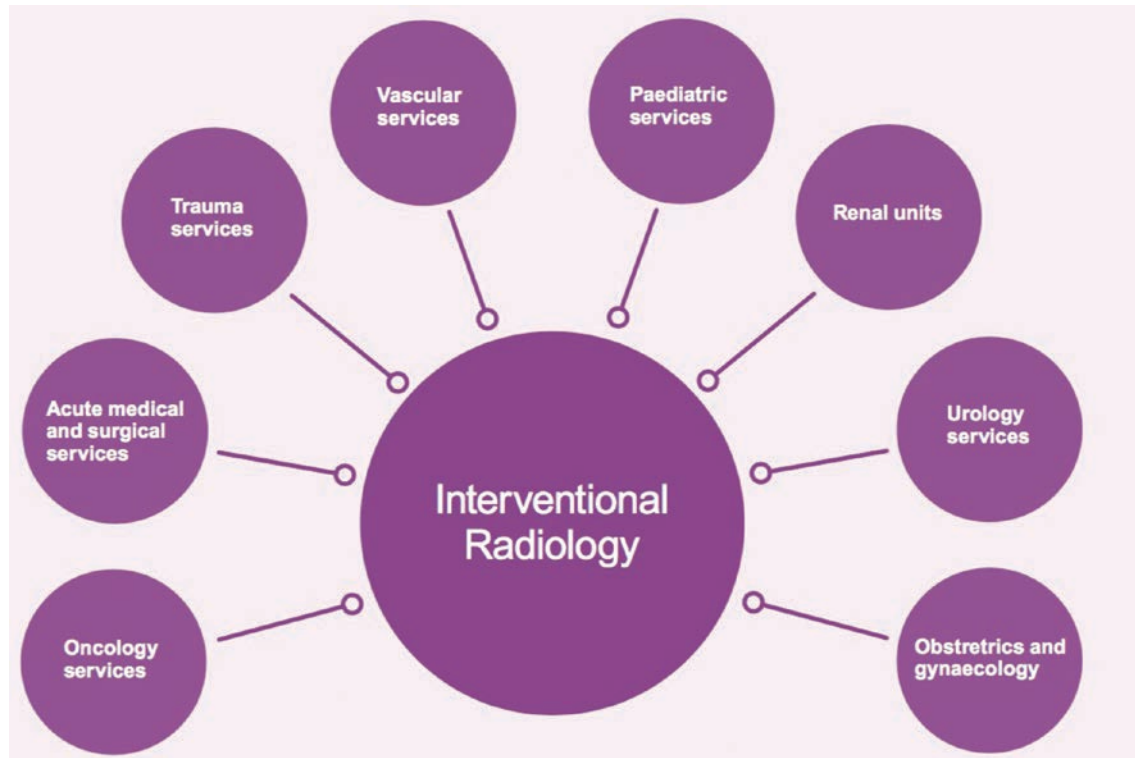 Vascular
services
Paediatric
services
Trauma
services
Renal units
Acute medical
and surgical
services
Urology
services
Interventional
Radiology
Oncology
services
Obstretrics and
gynaecology